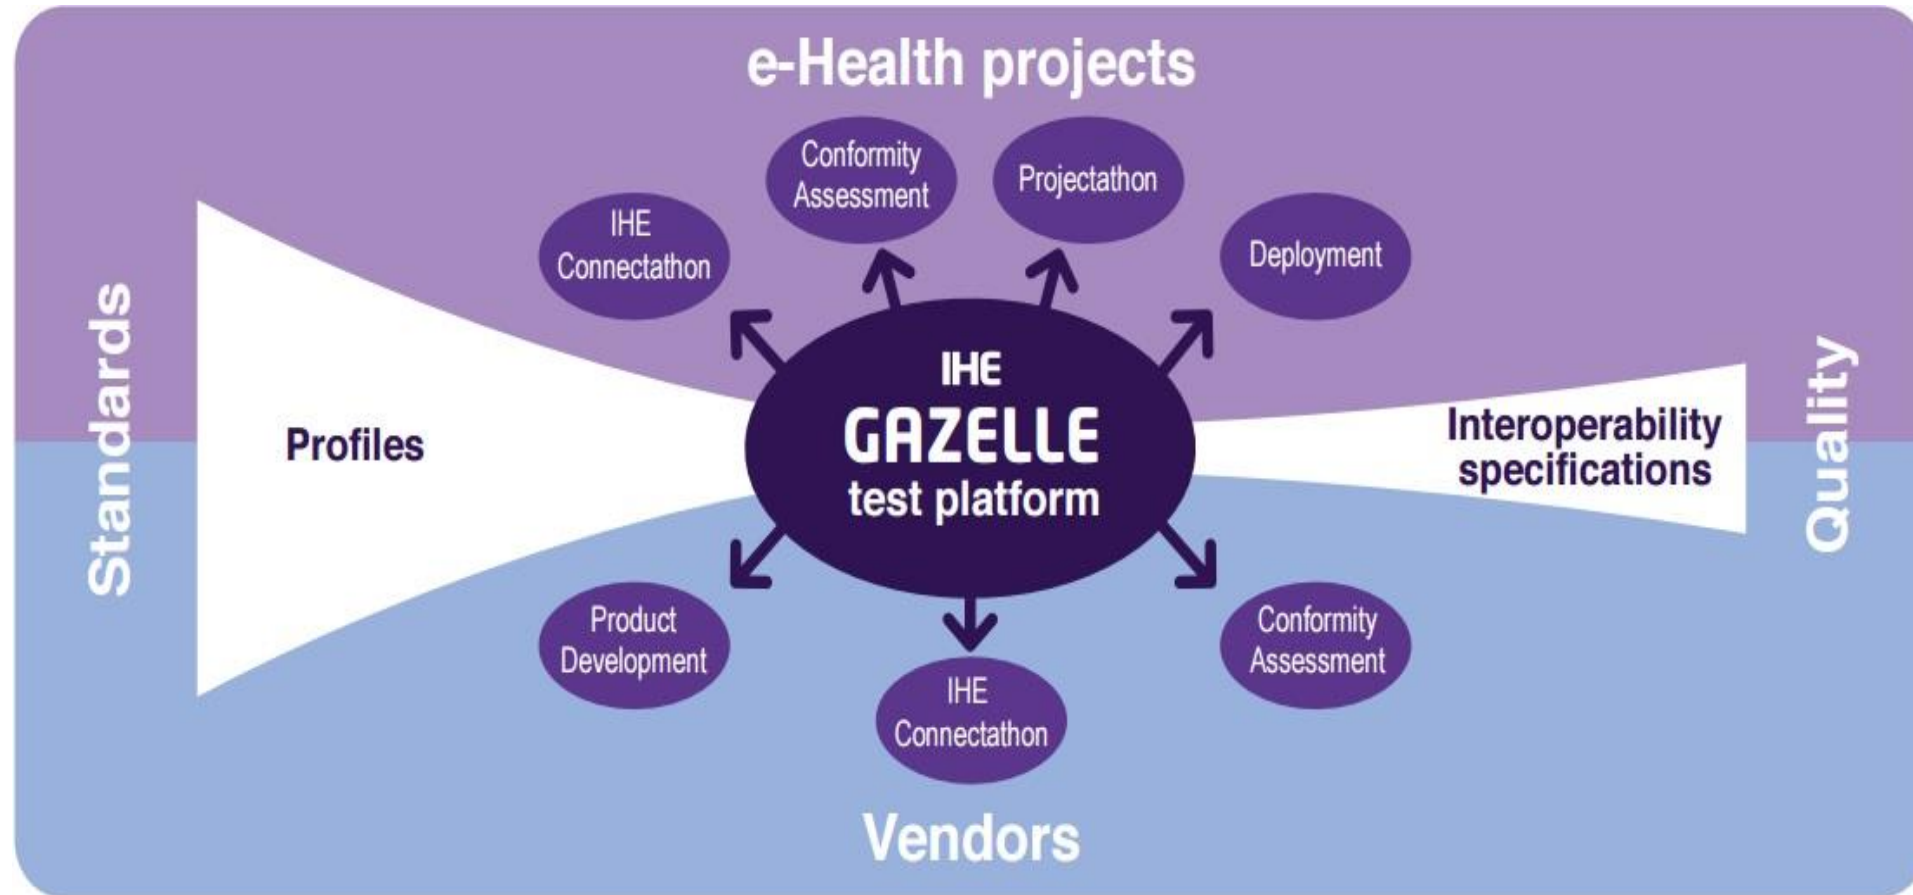 e-Health projects
Conformity
Assessment
Projectathon
IHE
Connectathon
Deployment
Standards
Profiles
IHE
GAZELLE
test platform
Interoperability
specifications
Quality
Product
Development
IHE
Connectathon
Conformity
Assessment
Vendors